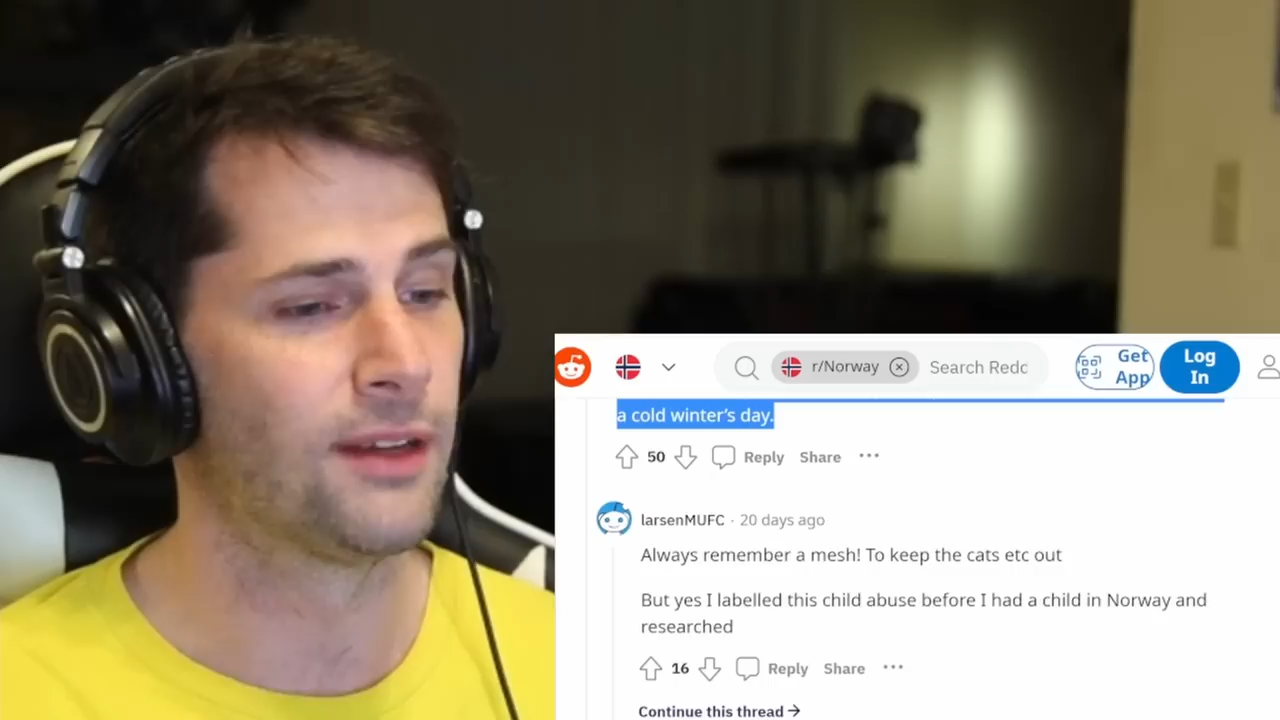 r/Norway
Search Redc
Get App
Log In
a cold winter's day.
50
Reply
Share
larsenMUFC · 20 days ago
Always remember a mesh! To keep the cats etc out
But yes I labelled this child abuse before I had a child in Norway and
researched
16
Reply
Share
Continue this thread